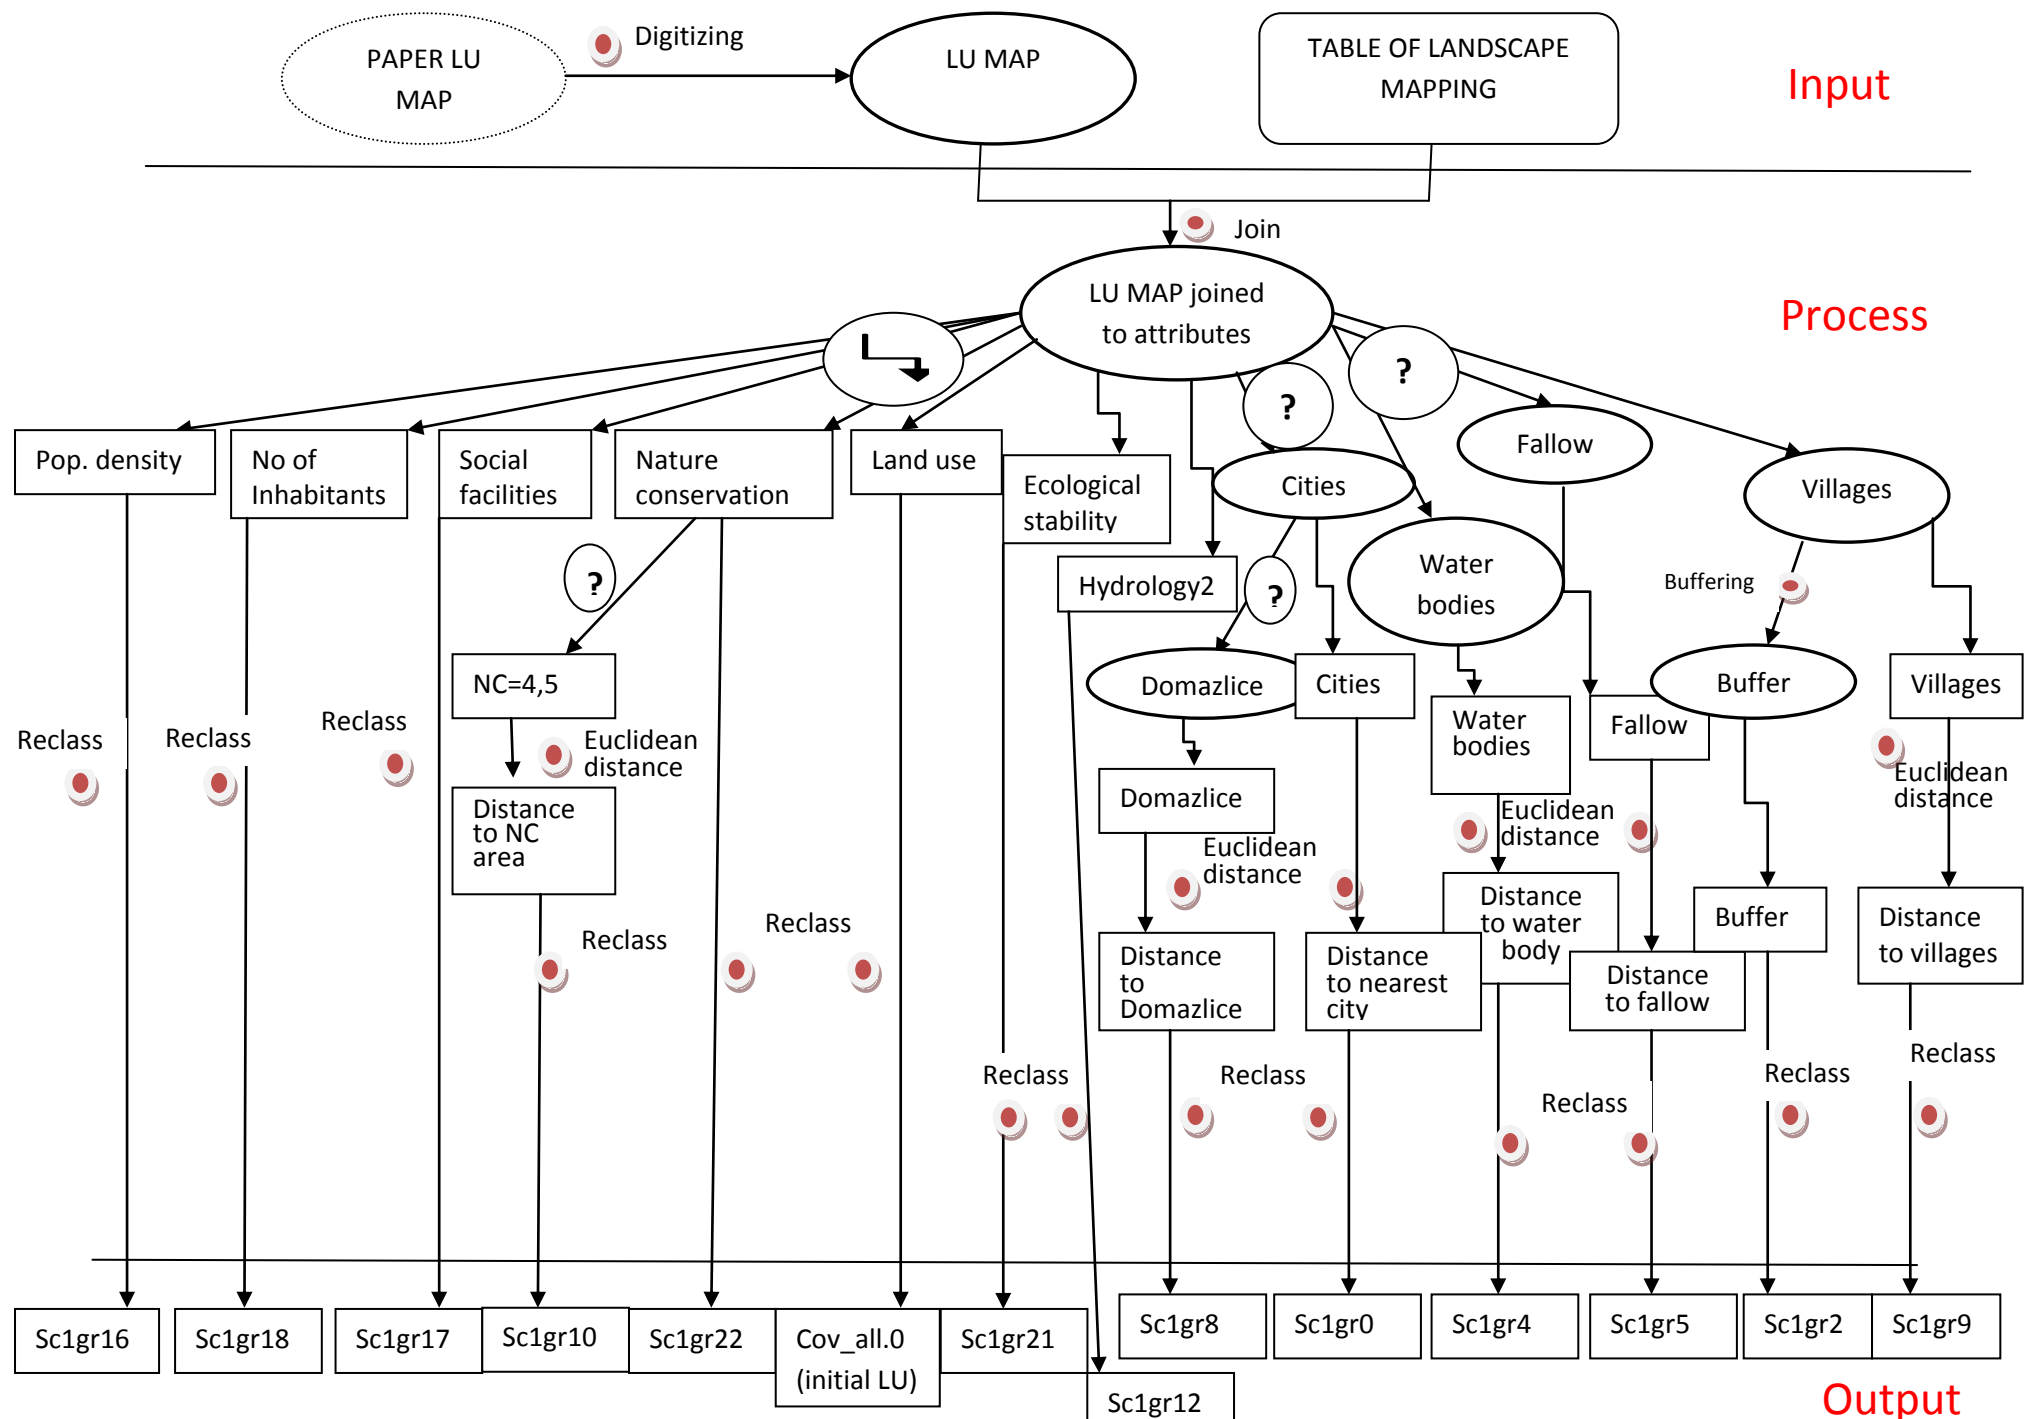 PAPER LU
MAP
Digitizing
LU MAP
TABLE OF LANDSCAPE
MAPPING
Input
Join
LU MAP joined
to attributes
Process
?
?
Pop. density
No of
Inhabitants
Social
facilities
Nature
conservation
Land use
Ecological
stability
Cities
Fallow
Villages
Hydrology2
?
?
Water
bodies
Buffering
NC=4,5
Domazlice
Cities
Water
bodies
Fallow
Buffer
Villages
Reclass
Reclass
Reclass
Euclidean
distance
Distance
to NC
area
Domazlice
Euclidean
distance
Euclidean
distance
Euclidean
distance
Reclass
Reclass
Distance
to
Domazlice
Distance
to nearest
city
Distance
to water
body
Distance
to fallow
Buffer
Distance
to villages
Reclass
Reclass
Reclass
Reclass
Reclass
Sc1gr16
Sc1gr18
Sc1gr17
Sc1gr10
Sc1gr22
Cov_all.0
(initial LU)
Sc1gr21
Sc1gr12
Sc1gr8
Sc1gr0
Sc1gr4
Sc1gr5
Sc1gr2
Sc1gr9
Output